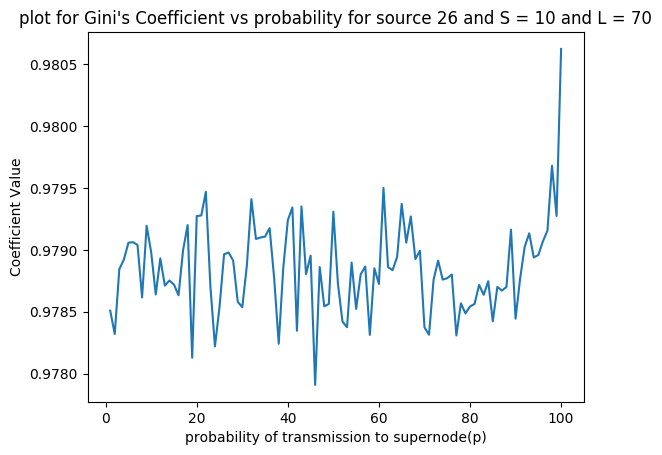 plot for Gini's Coefficient vs probability for source 26 and S = 10 and L = 70
0.9805
0.9800
0.9795
0.9790
0.9785
0.9780
Coefficient Value
0 20 40 60 80 100
probability of transmission to supernode(p)